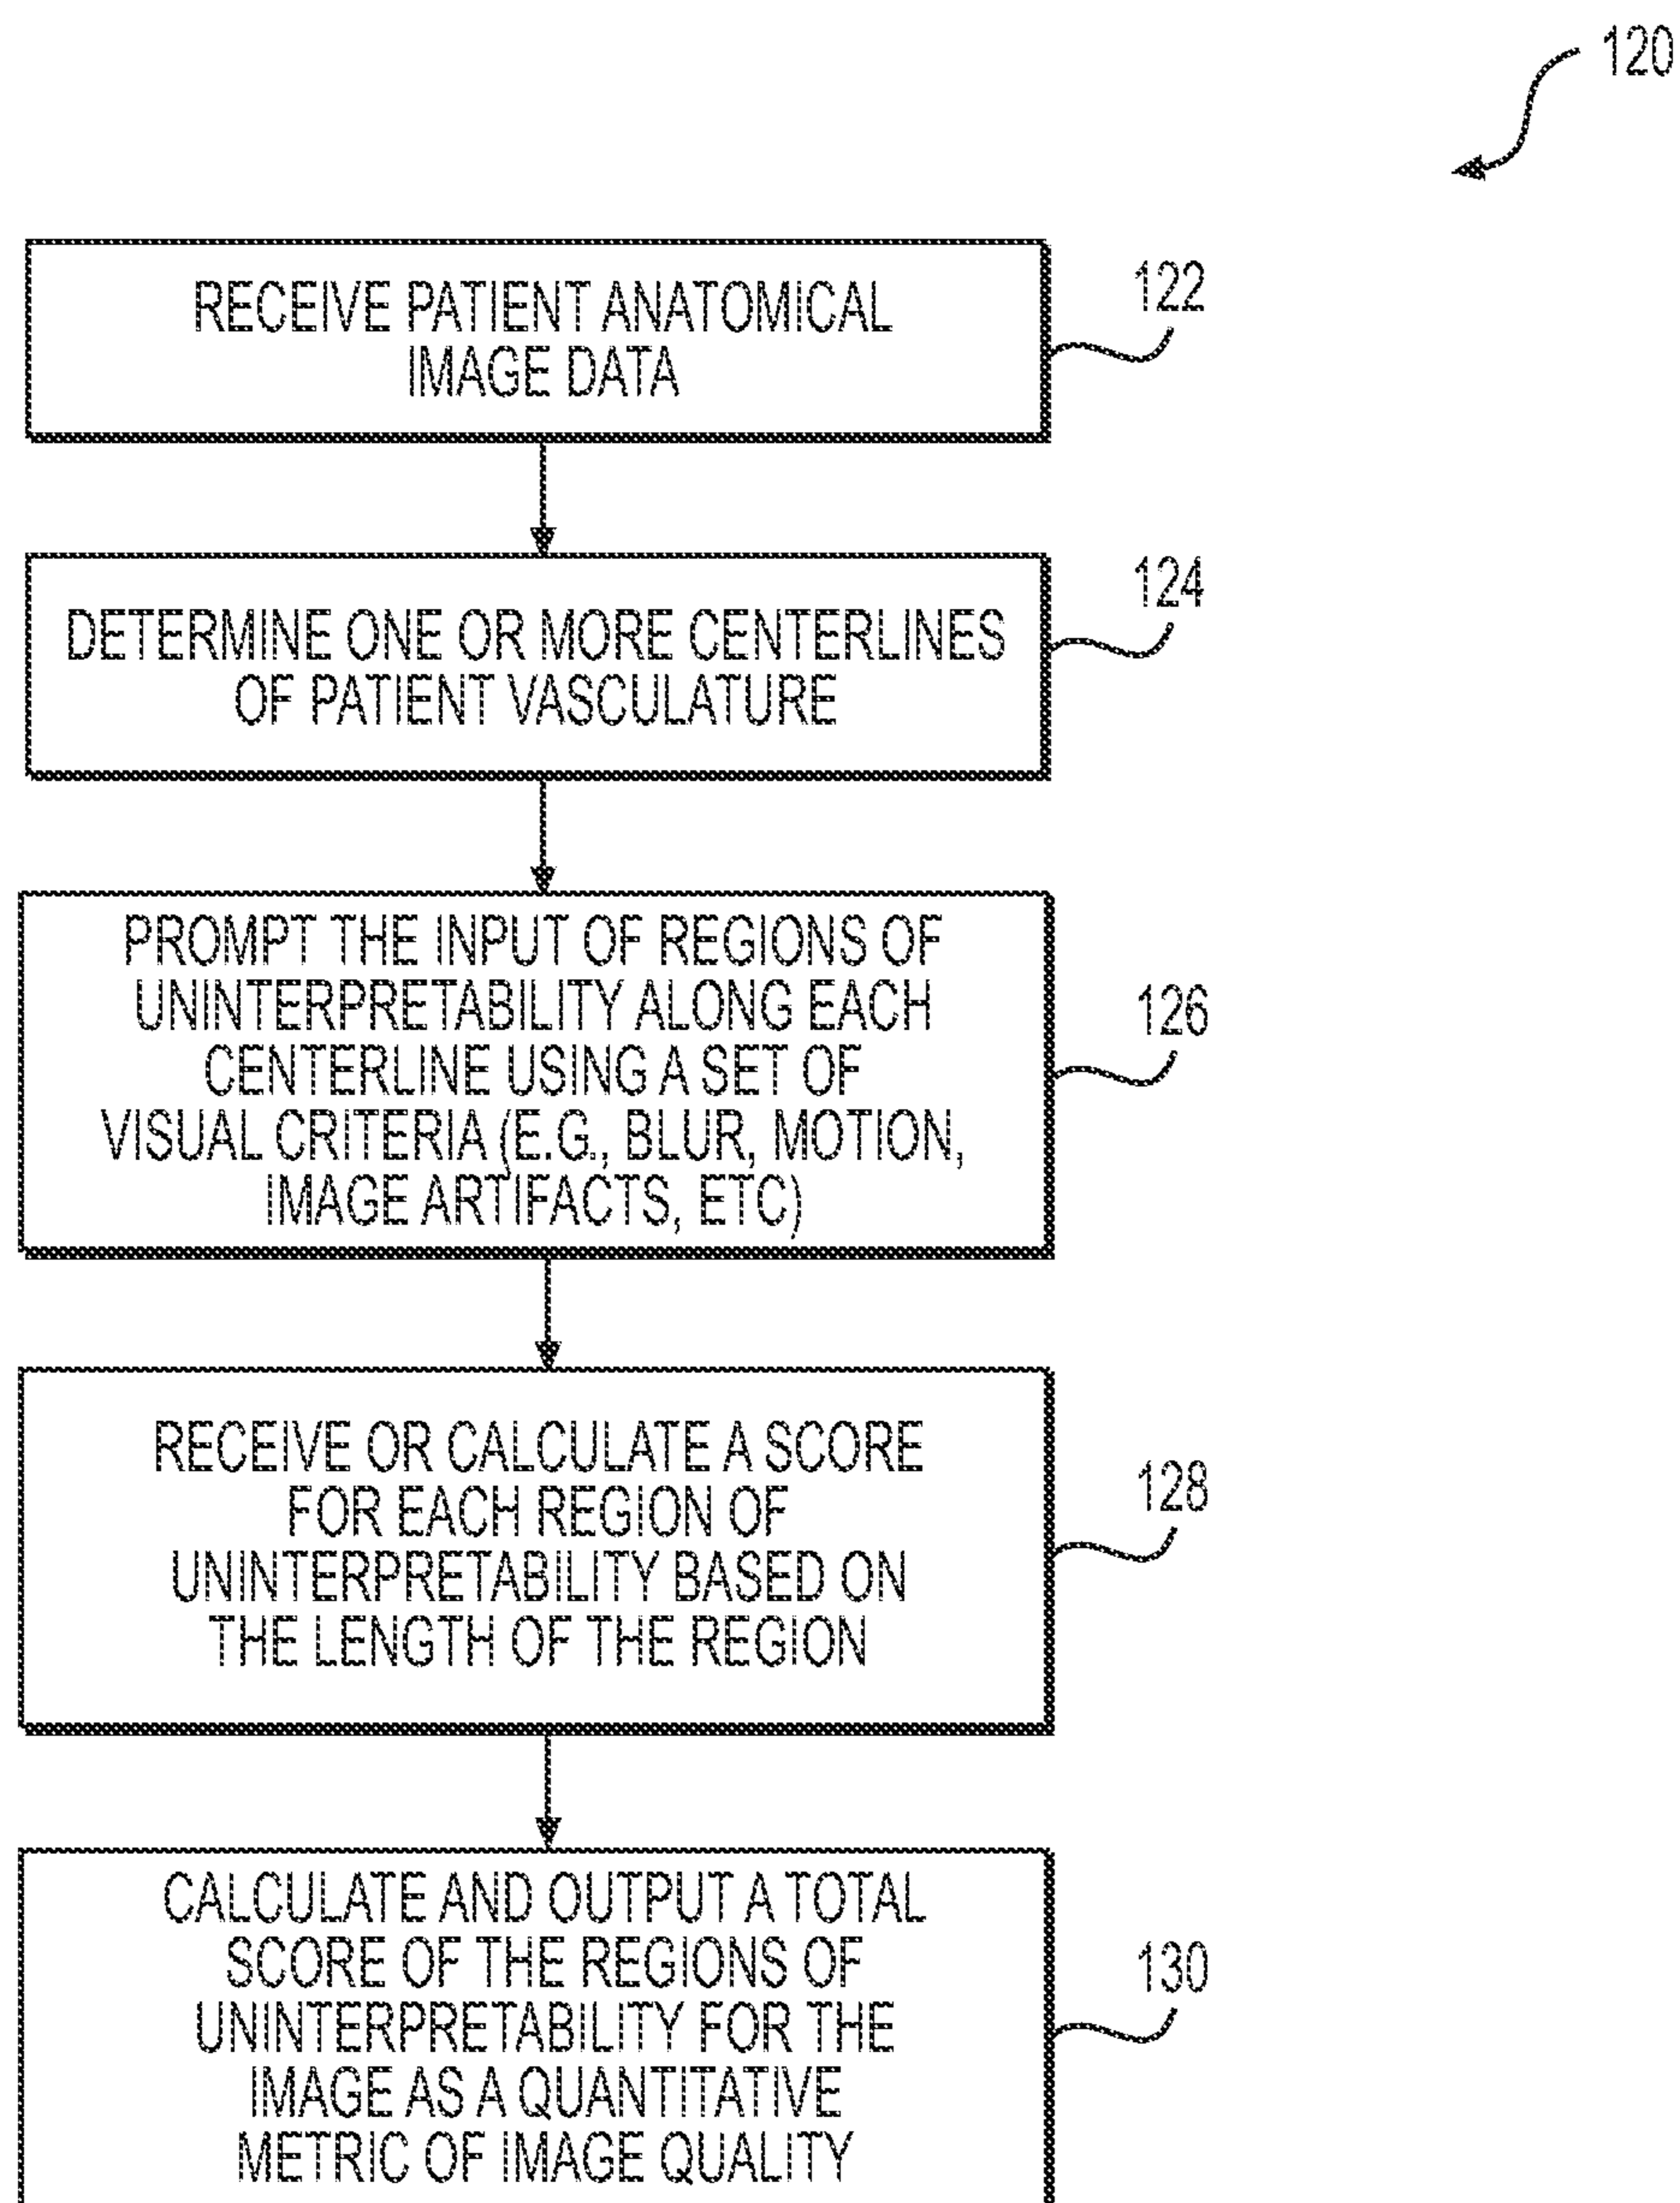 120
RECEIVE PATIENT ANATOMICAL
IMAGE DATA
122
DETERMINE ONE OR MORE CENTERLINES
OF PATIENT VASCULATURE
124
PROMPT THE INPUT OF REGIONS OF
UNINTERPRETABILITY ALONG EACH
CENTERLINE USING A SET OF
VISUAL CRITERIA (E.G., BLUR, MOTION,
IMAGE ARTIFACTS, ETC)
126
RECEIVE OR CALCULATE A SCORE
FOR EACH REGION OF
UNINTERPRETABILITY BASED ON
THE LENGTH OF THE REGION
128
CALCULATE AND OUTPUT A TOTAL
SCORE OF THE REGIONS OF
UNINTERPRETABILITY FOR THE
IMAGE AS A QUANTITATIVE
METRIC OF IMAGE QUALITY
130